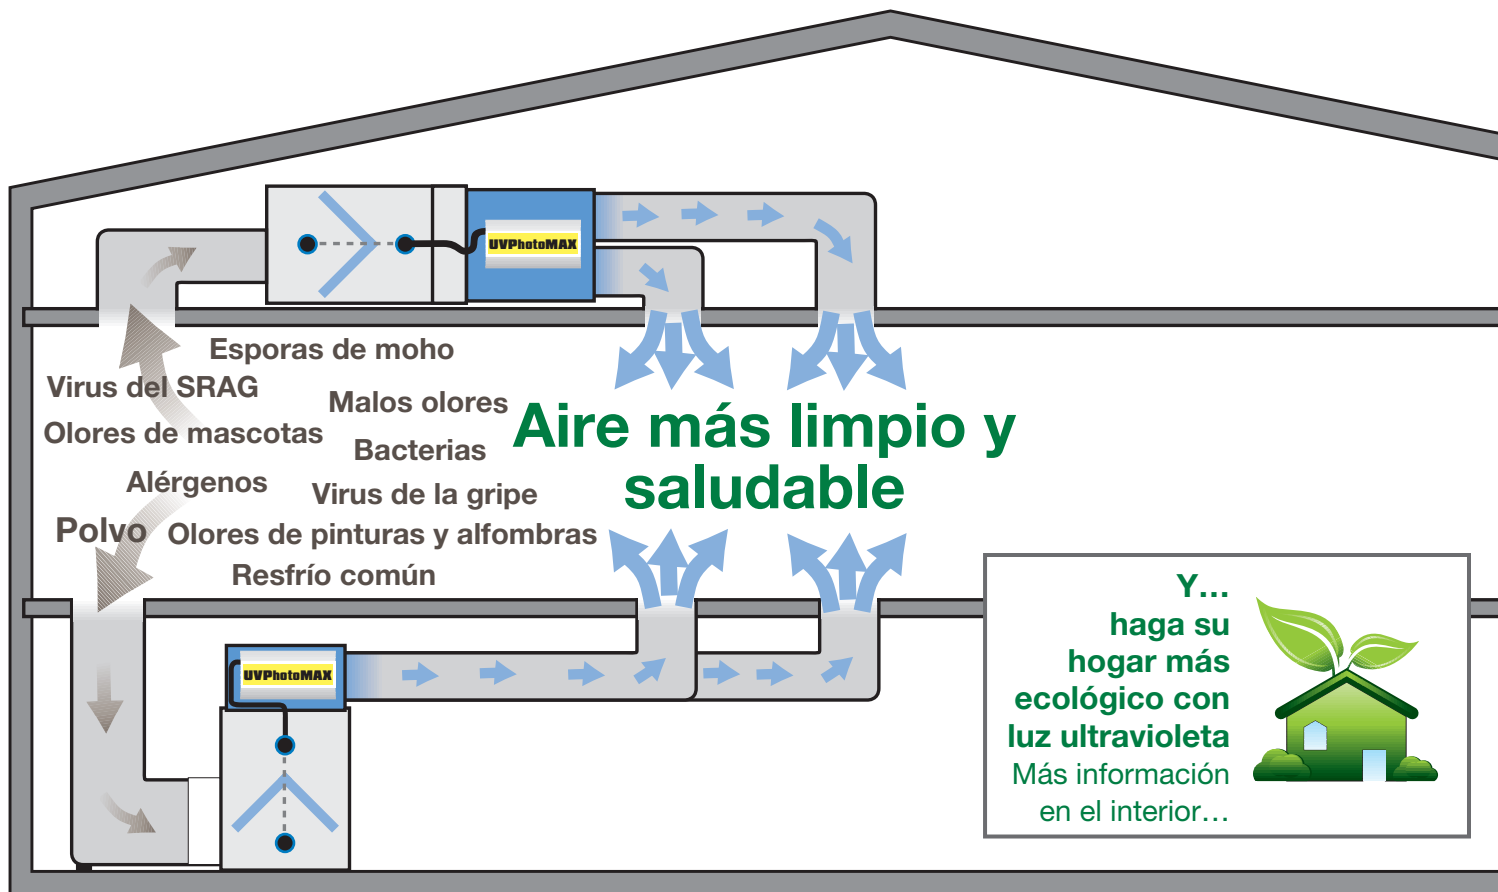 UVPhotoMAX
Esporas de moho
Virus del SRAG
Malos olores
Olores de mascotas
Bacterias
Alérgenos
Virus de la gripe
Polvo
Olores de pinturas y alfombras
Resfrío común
Aire más limpio y
saludable
UVPhotoMAX
Y...
haga su
hogar más
ecológico con
luz ultravioleta
Más información
en el interior...